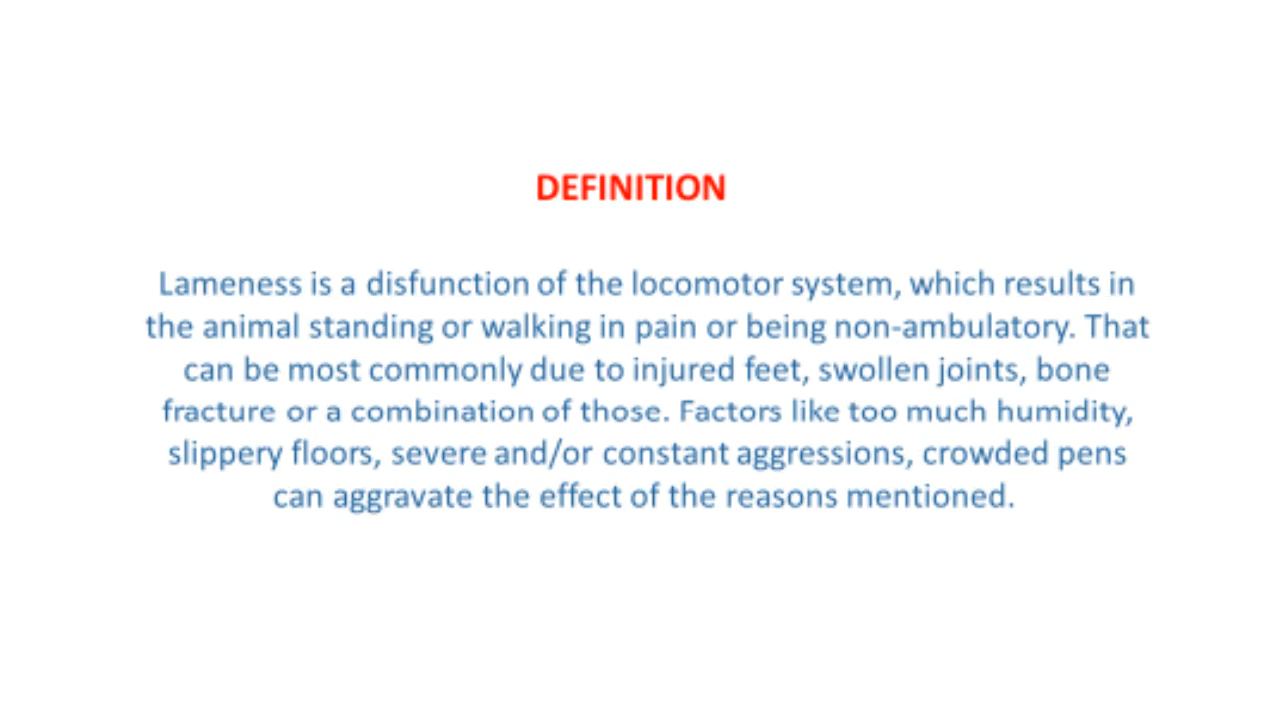 DEFINITION
Lameness is a disfunction of the locomotor system, which results in
the animal standing or walking in pain or being non-ambulatory. That
can be most commonly due to injured feet, swollen joints, bone
fracture or a combination of those. Factors like too much humidity,
slippery floors, severe and/or constant aggressions, crowded pens
can aggravate the effect of the reasons mentioned.